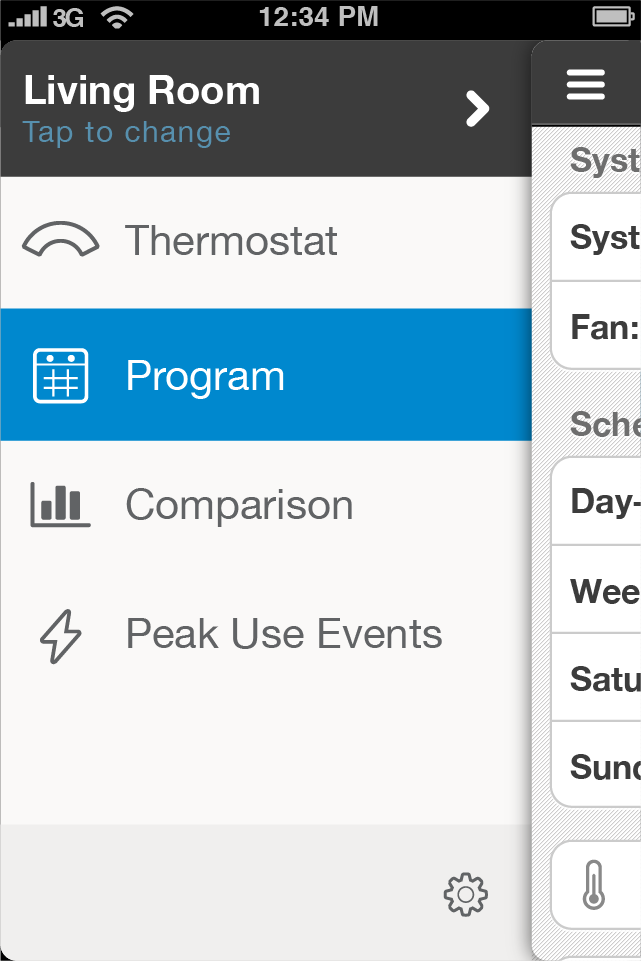 3G 12:34 PM
Living Room
Tap to change
Thermostat
Program
Comparison
Peak Use Events
Syst
Syst
Fan:
Sche
Day-
Wee
Satu
Sund